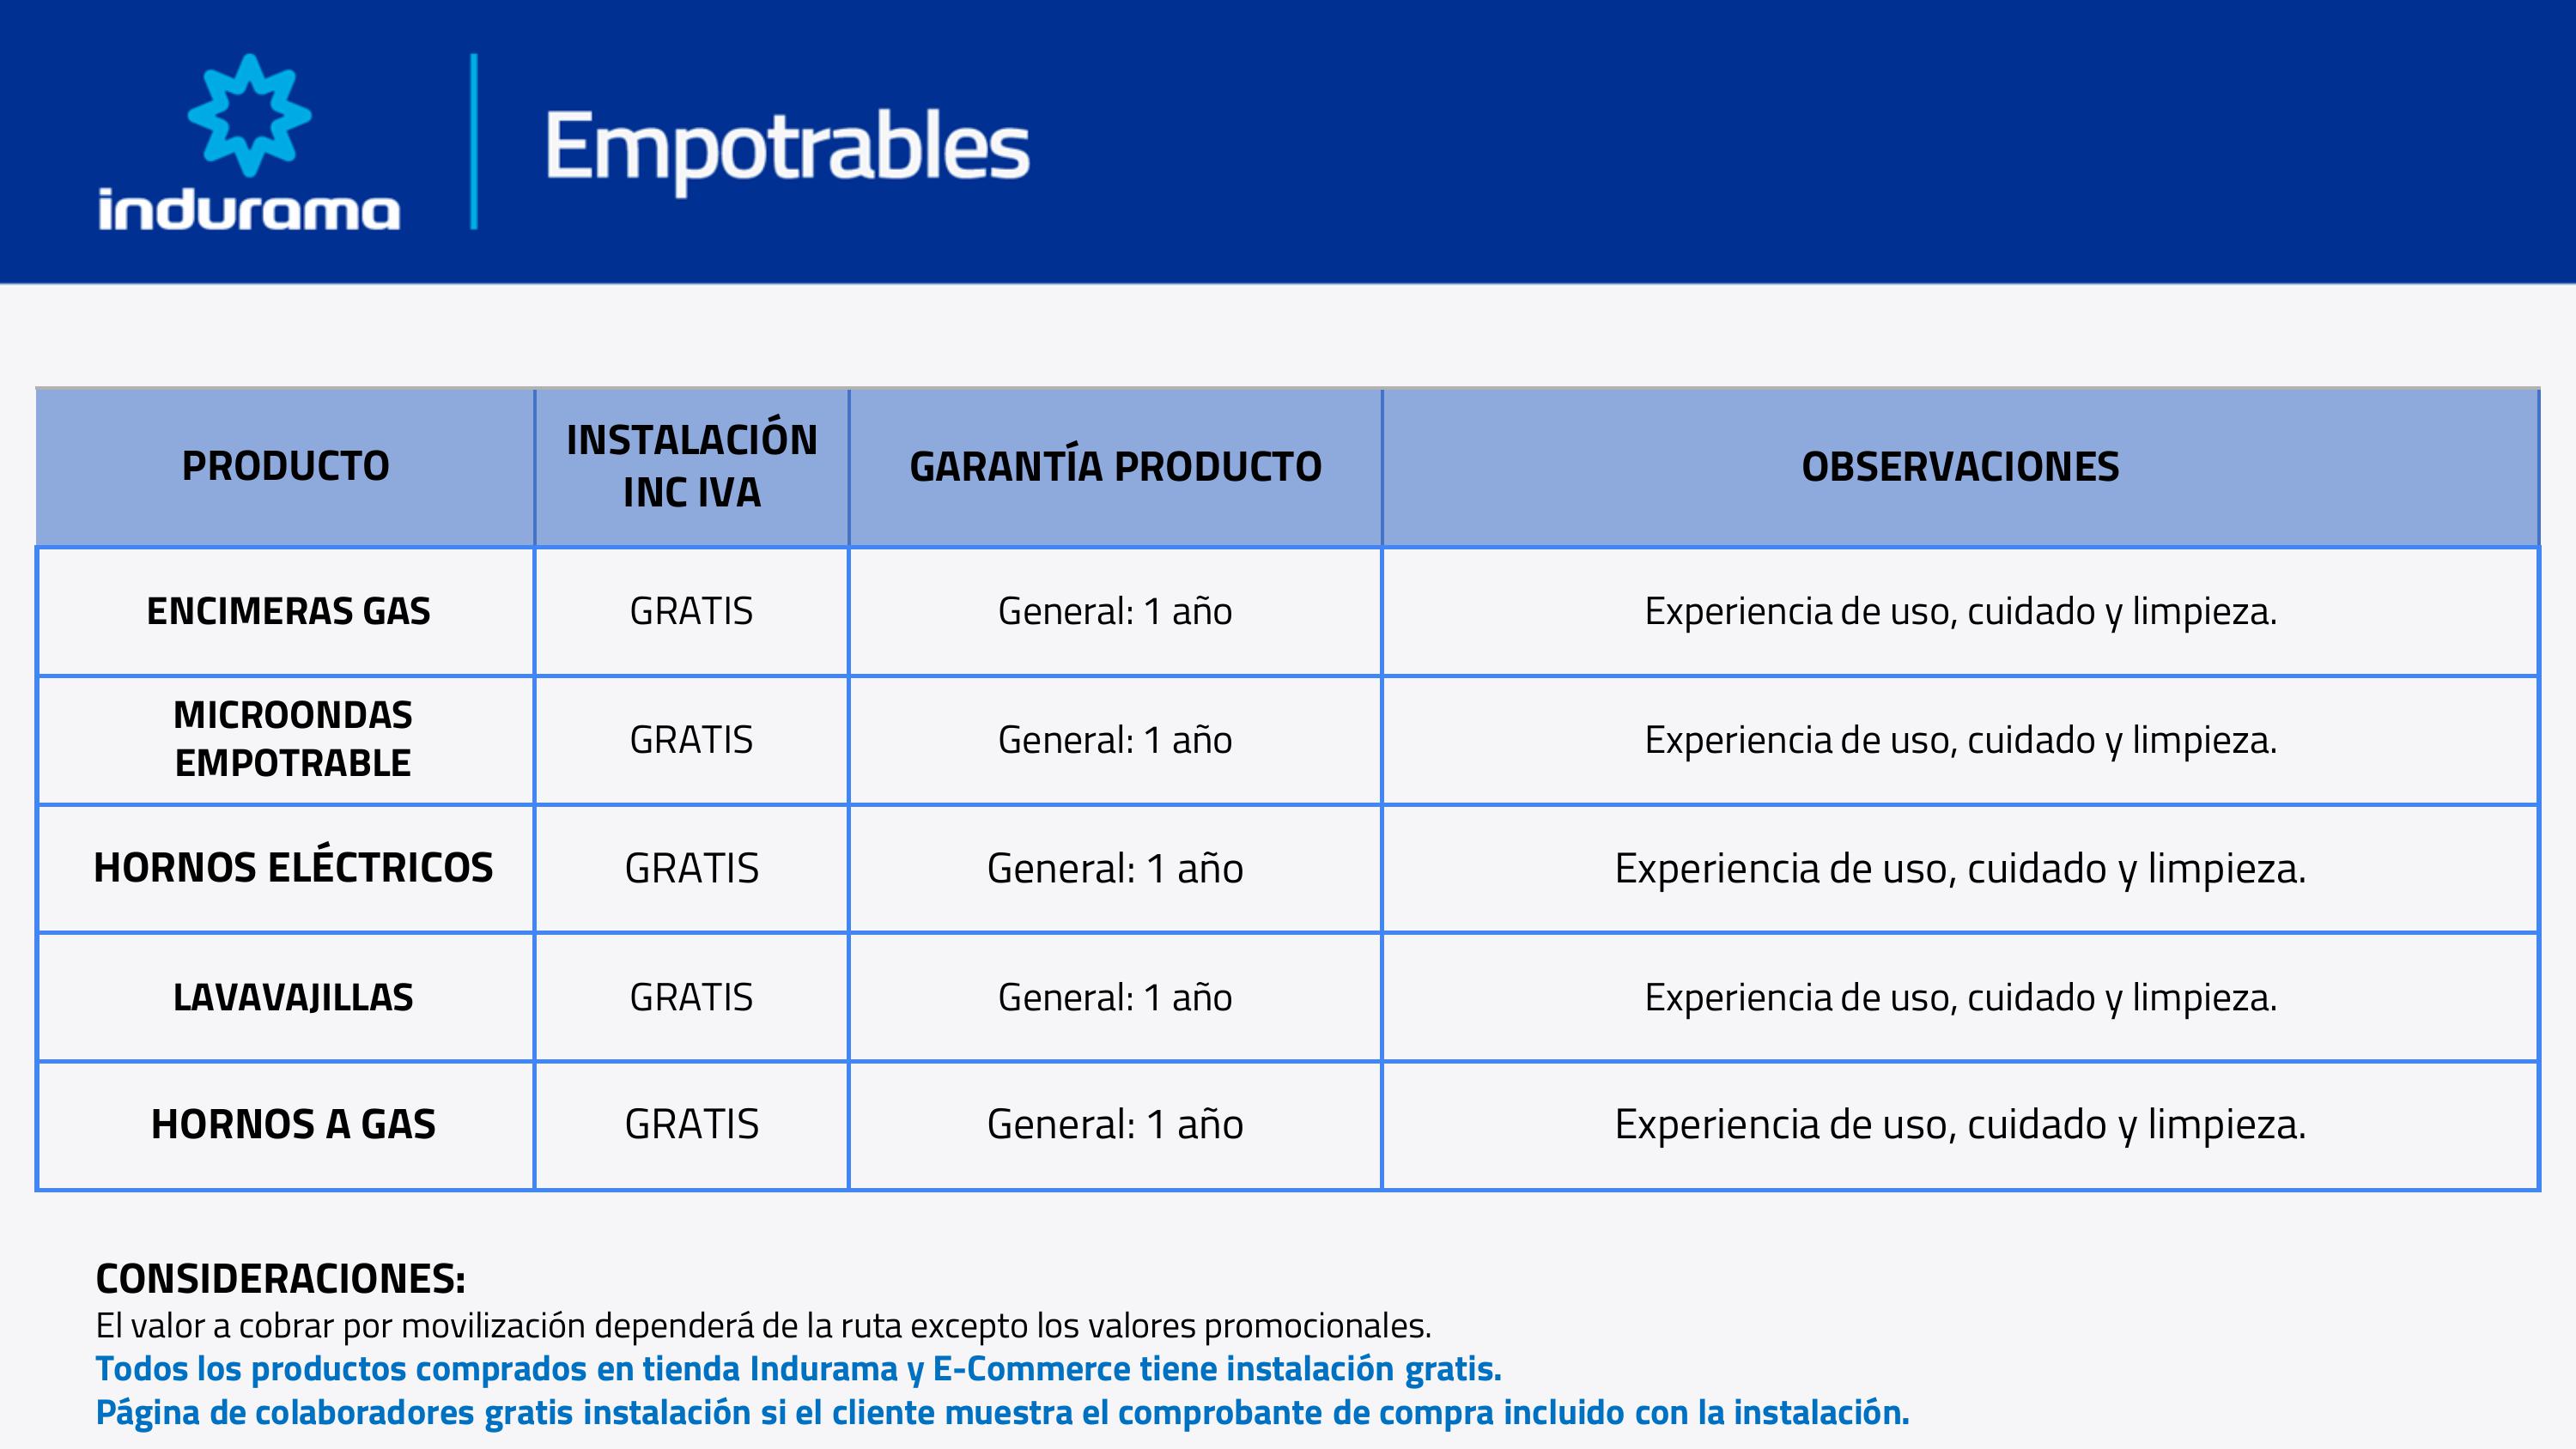 indurama
Empotrables
PRODUCTO
INSTALACIÓN
INC IVA
GARANTÍA PRODUCTO
OBSERVACIONES
ENCIMERAS GAS
GRATIS
General: 1 año
Experiencia de uso, cuidado y limpieza.
MICROONDAS
EMPOTRABLE
GRATIS
General: 1 año
Experiencia de uso, cuidado y limpieza.
HORNOS ELÉCTRICOS
GRATIS
General: 1 año
Experiencia de uso, cuidado y limpieza.
LAVAVAJILLAS
GRATIS
General: 1 año
Experiencia de uso, cuidado y limpieza.
HORNOS A GAS
GRATIS
General: 1 año
Experiencia de uso, cuidado y limpieza.
CONSIDERACIONES:
El valor a cobrar por movilización dependerá de la ruta excepto los valores promocionales.
Todos los productos comprados en tienda Indurama y E-Commerce tiene instalación gratis.
Página de colaboradores gratis instalación si el cliente muestra el comprobante de compra incluido con la instalación.